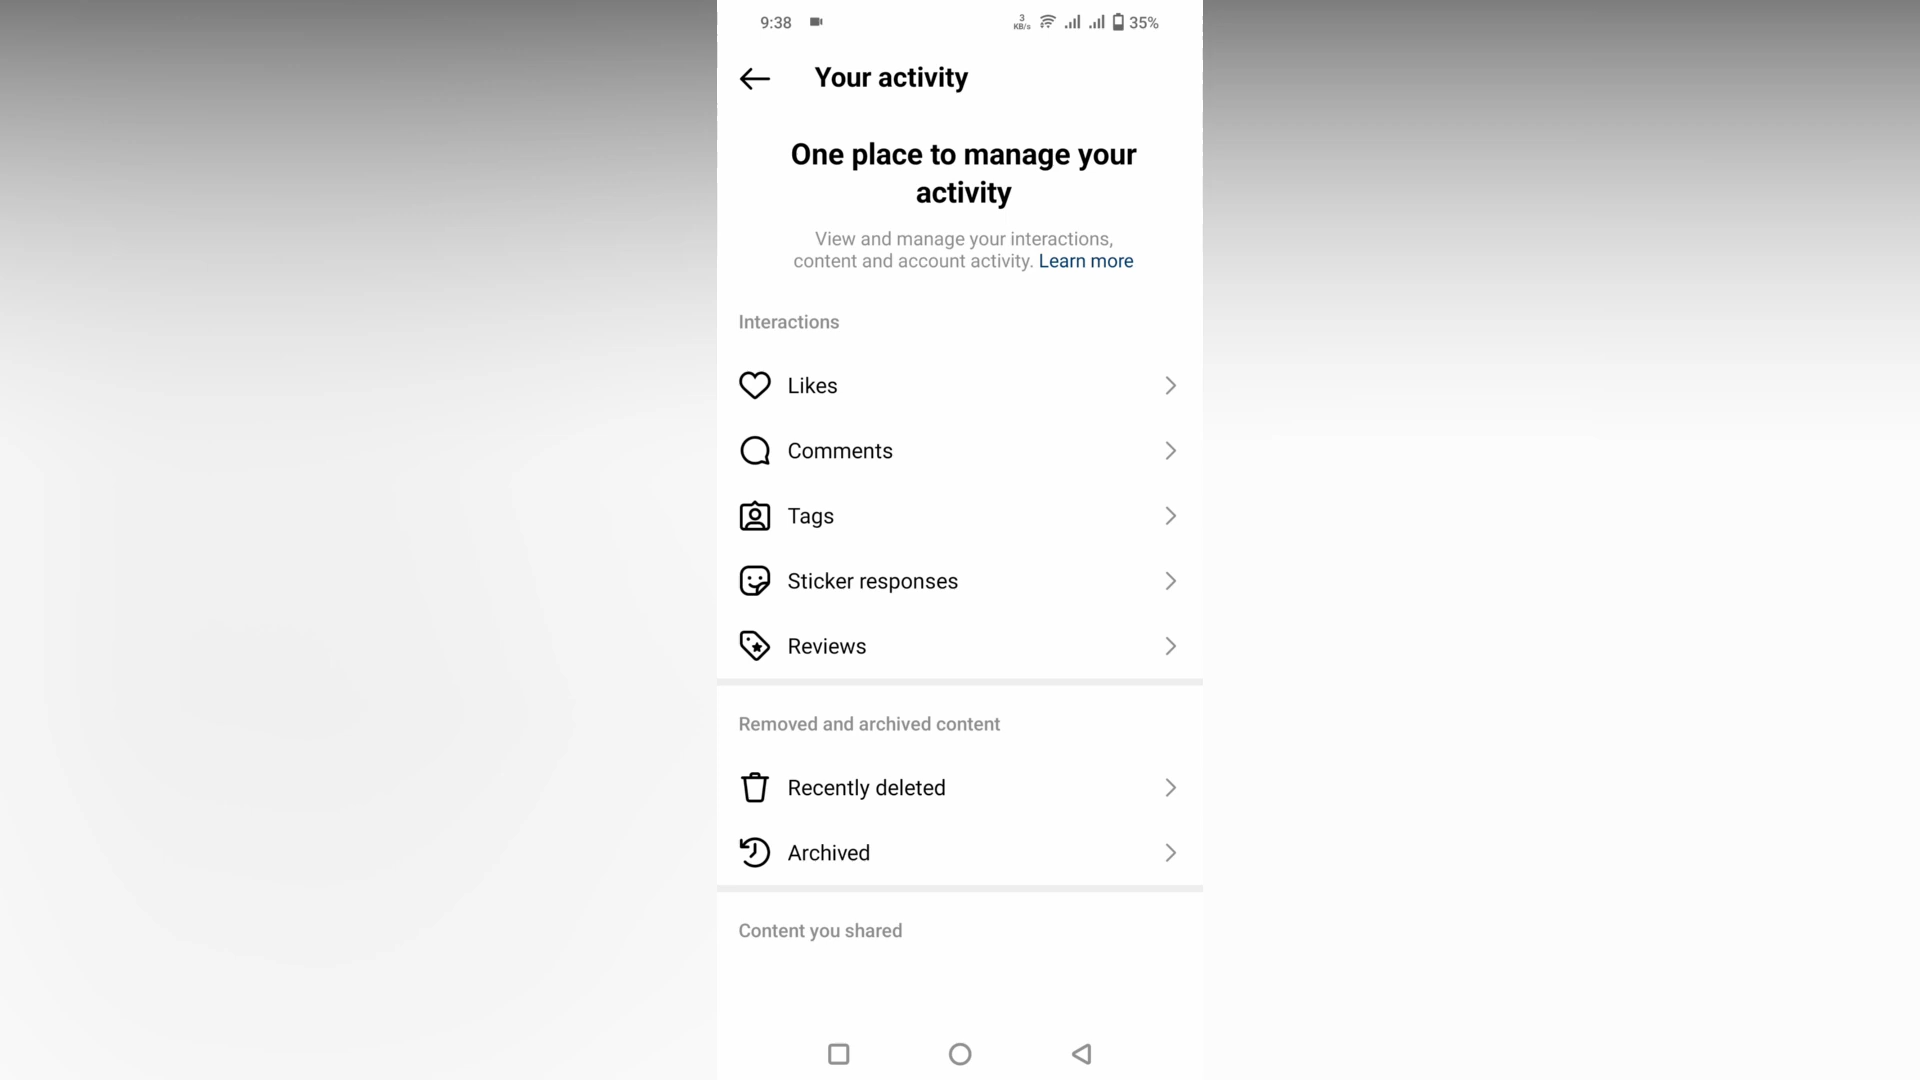 9:38
3
KB/s
35%
Your activity
One place to manage your
activity
View and manage your interactions,
content and account activity. Learn more
Interactions
Likes
Comments
Tags
Sticker responses
Reviews
Removed and archived content
Recently deleted
Archived
Content you shared